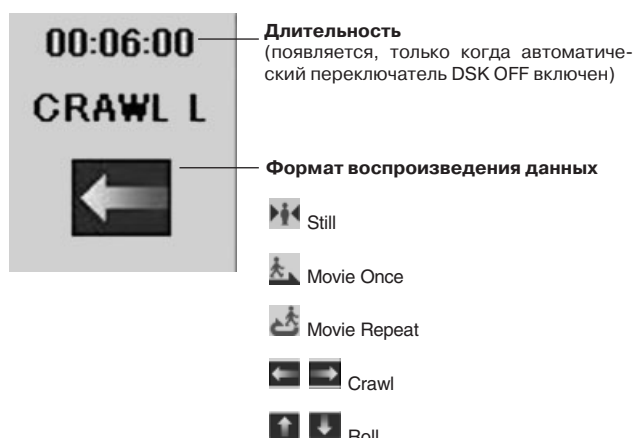 00:06:00
Длительность
(появляется, только когда автоматиче-
ский переключатель DSK OFF включен)
CRAWL L
Формат воспроизведения данных
Still
Movie Once
Movie Repeat
Crawl
Roll